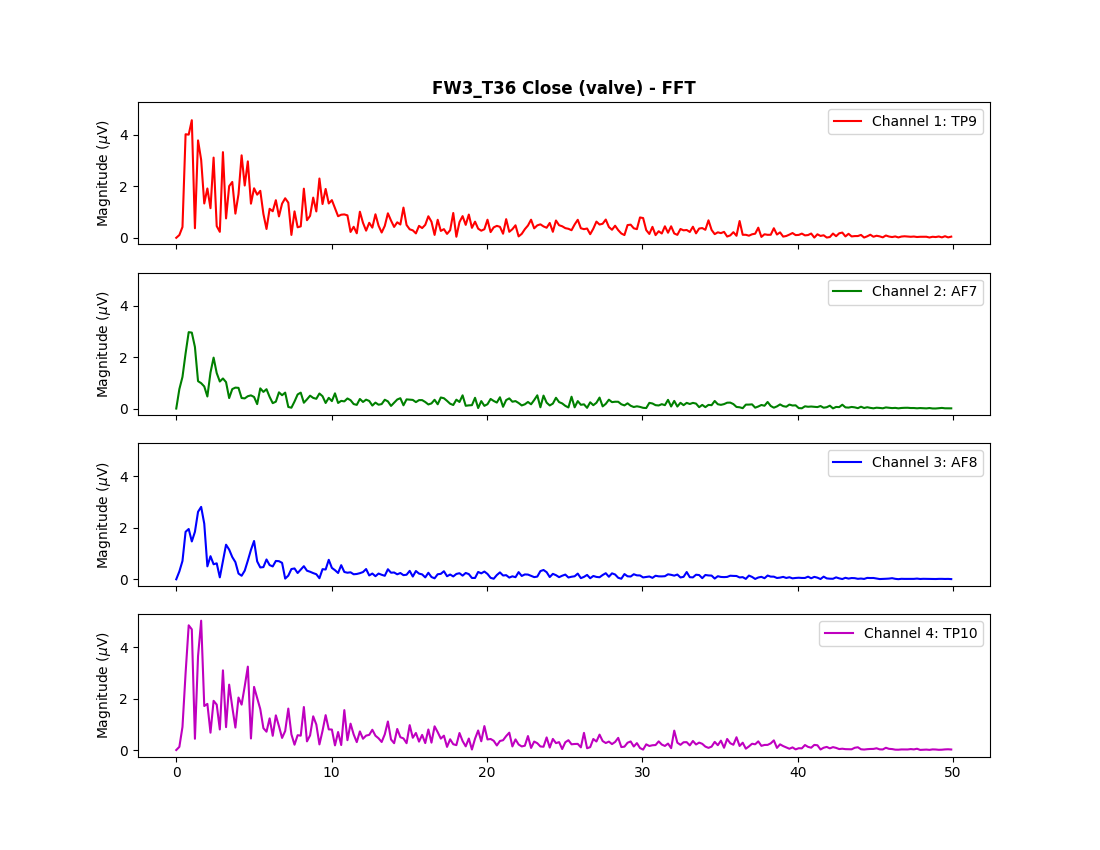 FW3_T36 Close (valve) - FFT
Magnitude (μV)
4
2
0
Channel 1: TP9
Magnitude (μV)
4
2
0
Channel 2: AF7
Magnitude (μV)
4
2
0
Channel 3: AF8
Magnitude (μV)
4
2
0
Channel 4: TP10
0 10 20 30 40 50